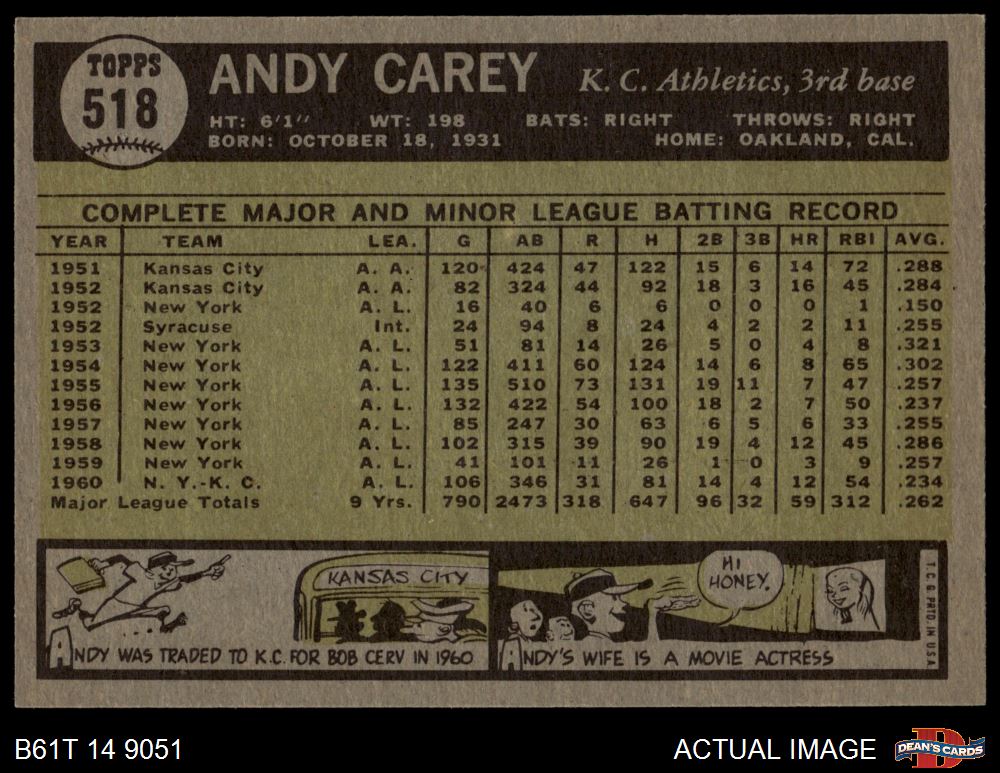 TOPPS
518
ANDY CAREY K. C. Athletics, 3rd base
HT: 6'1" WT: 198 BATS: RIGHT THROWS: RIGHT
BORN: OCTOBER 18, 1931 HOME: OAKLAND, CAL.
COMPLETE MAJOR AND MINOR LEAGUE BATTING RECORD
YEAR TEAM LEA. G AB R H 2B 3B HR RBI AVG.
1951 Kansas City A. A. 120 424 47 122 15 6 14 72 .288
1952 Kansas City A. A. 82 324 44 92 18 3 16 45 .284
1952 New York A. L. 16 40 6 6 0 0 0 1 .150
1952 Syracuse Int. 24 94 8 24 4 2 2 11 .255
1953 New York A. L. 51 81 14 26 5 0 4 8 .321
1954 New York A. L. 122 411 60 124 14 6 8 65 .302
1955 New York A. L. 135 510 73 131 19 11 7 47 .257
1956 New York A. L. 132 422 54 100 18 2 7 50 .237
1957 New York A. L. 85 247 30 63 6 5 6 33 .255
1958 New York A. L. 102 315 39 90 19 4 12 45 .286
1959 New York A. L. 41 101 11 26 1 0 3 9 .257
1960 N. Y.-K. C. A. L. 106 346 31 81 14 4 12 54 .234
Major League Totals 9 Yrs. 790 2473 318 647 96 32 59 312 .262
KANSAS CITY
ANDY WAS TRADED TO K.C. FOR BOB CERV IN 1960
HI
HONEY.
ANDY'S WIFE IS A MOVIE ACTRESS
T. C. G. PRTD. IN U S A
B61T 14 9051
ACTUAL IMAGE
D
DEAN'S CARDS